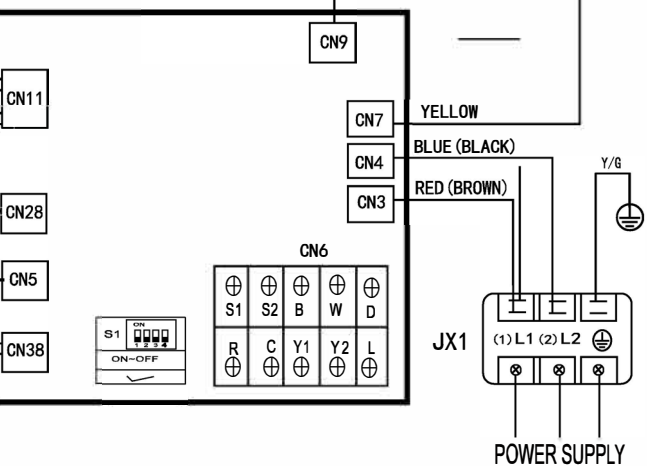 CN9
CN11
CN7
YELLOW
CN4
BLUE(BLACK)
Y/G
CN3
RED(BROWN)
CN28
CN6
CN5
S1 S2 B W D
R C Y1 Y2 L
S1
ON
1 2 3 4
ON-OFF
CN38
JX1
(1)L1 (2)L2
POWER SUPPLY